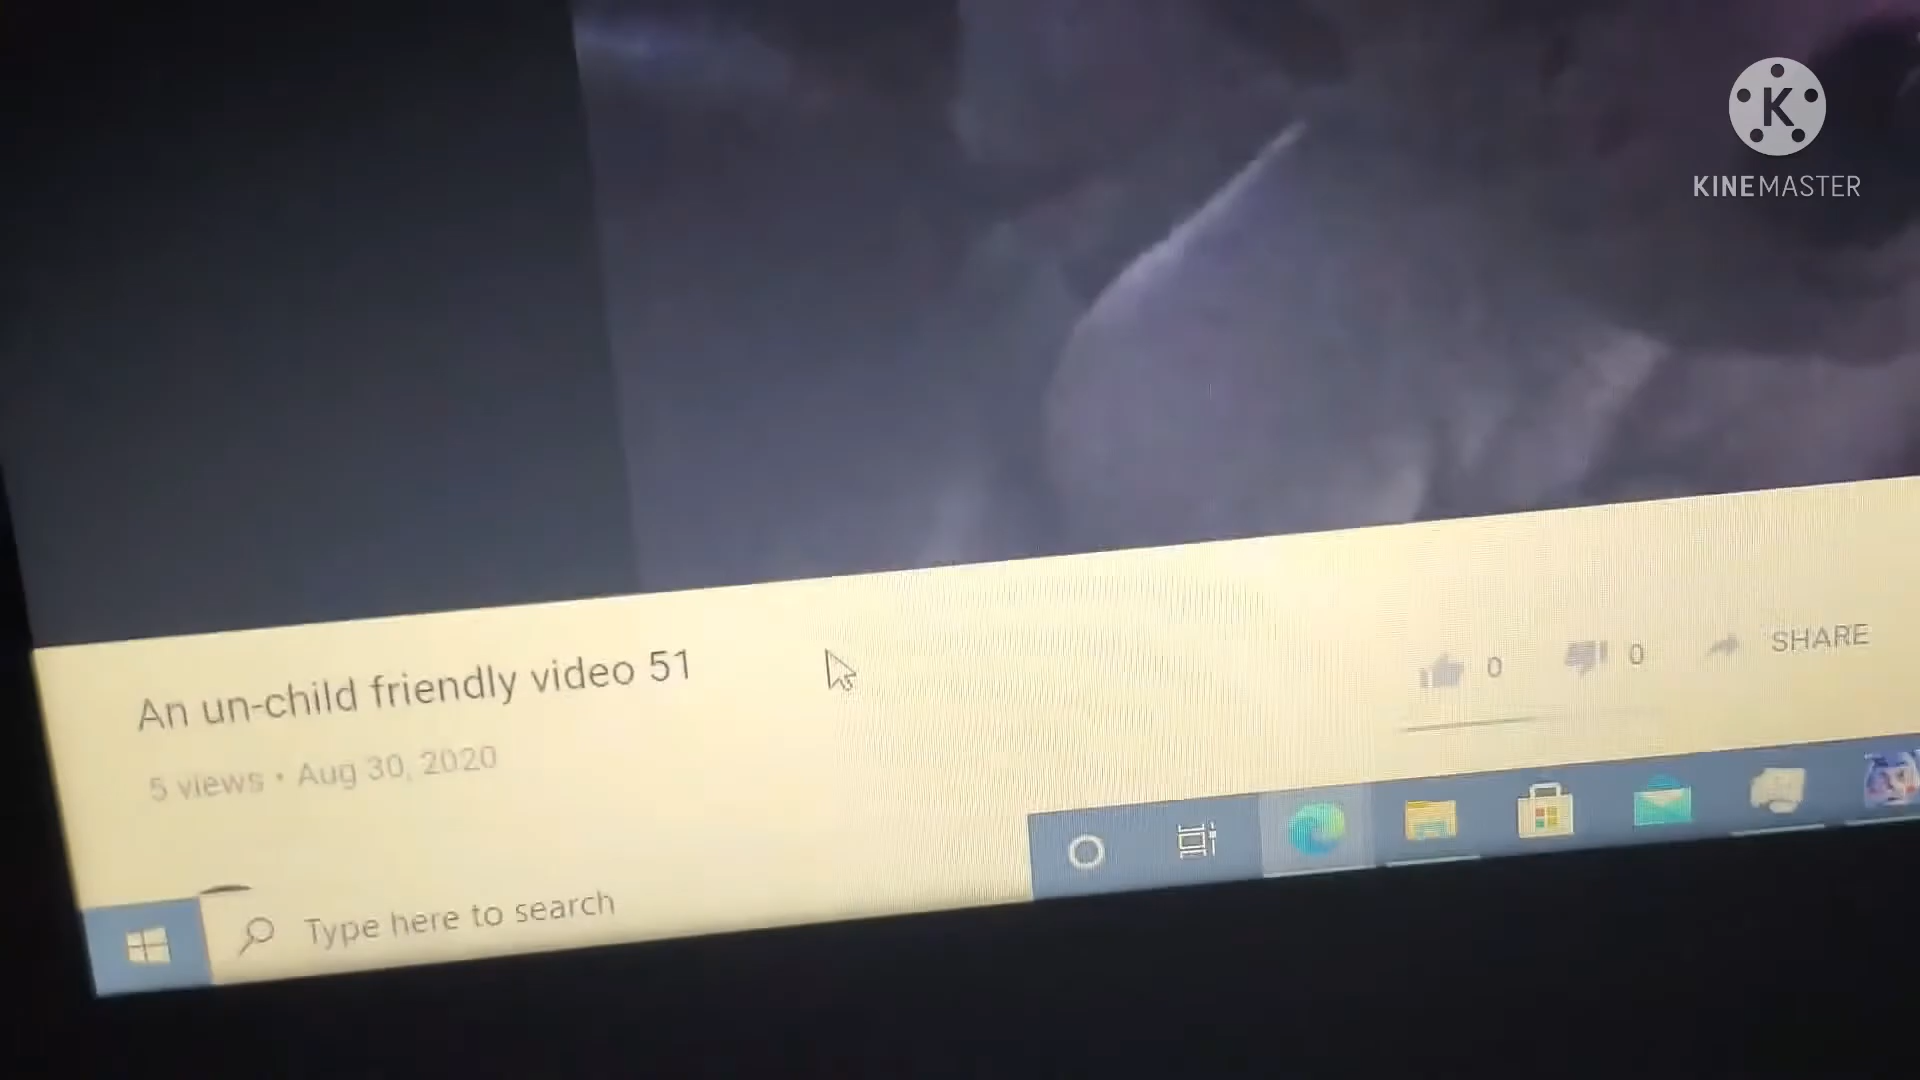 K
KINEMASTER
An un-child friendly video 51
5 views • Aug 30, 2020
0
0
SHARE
Type here to search